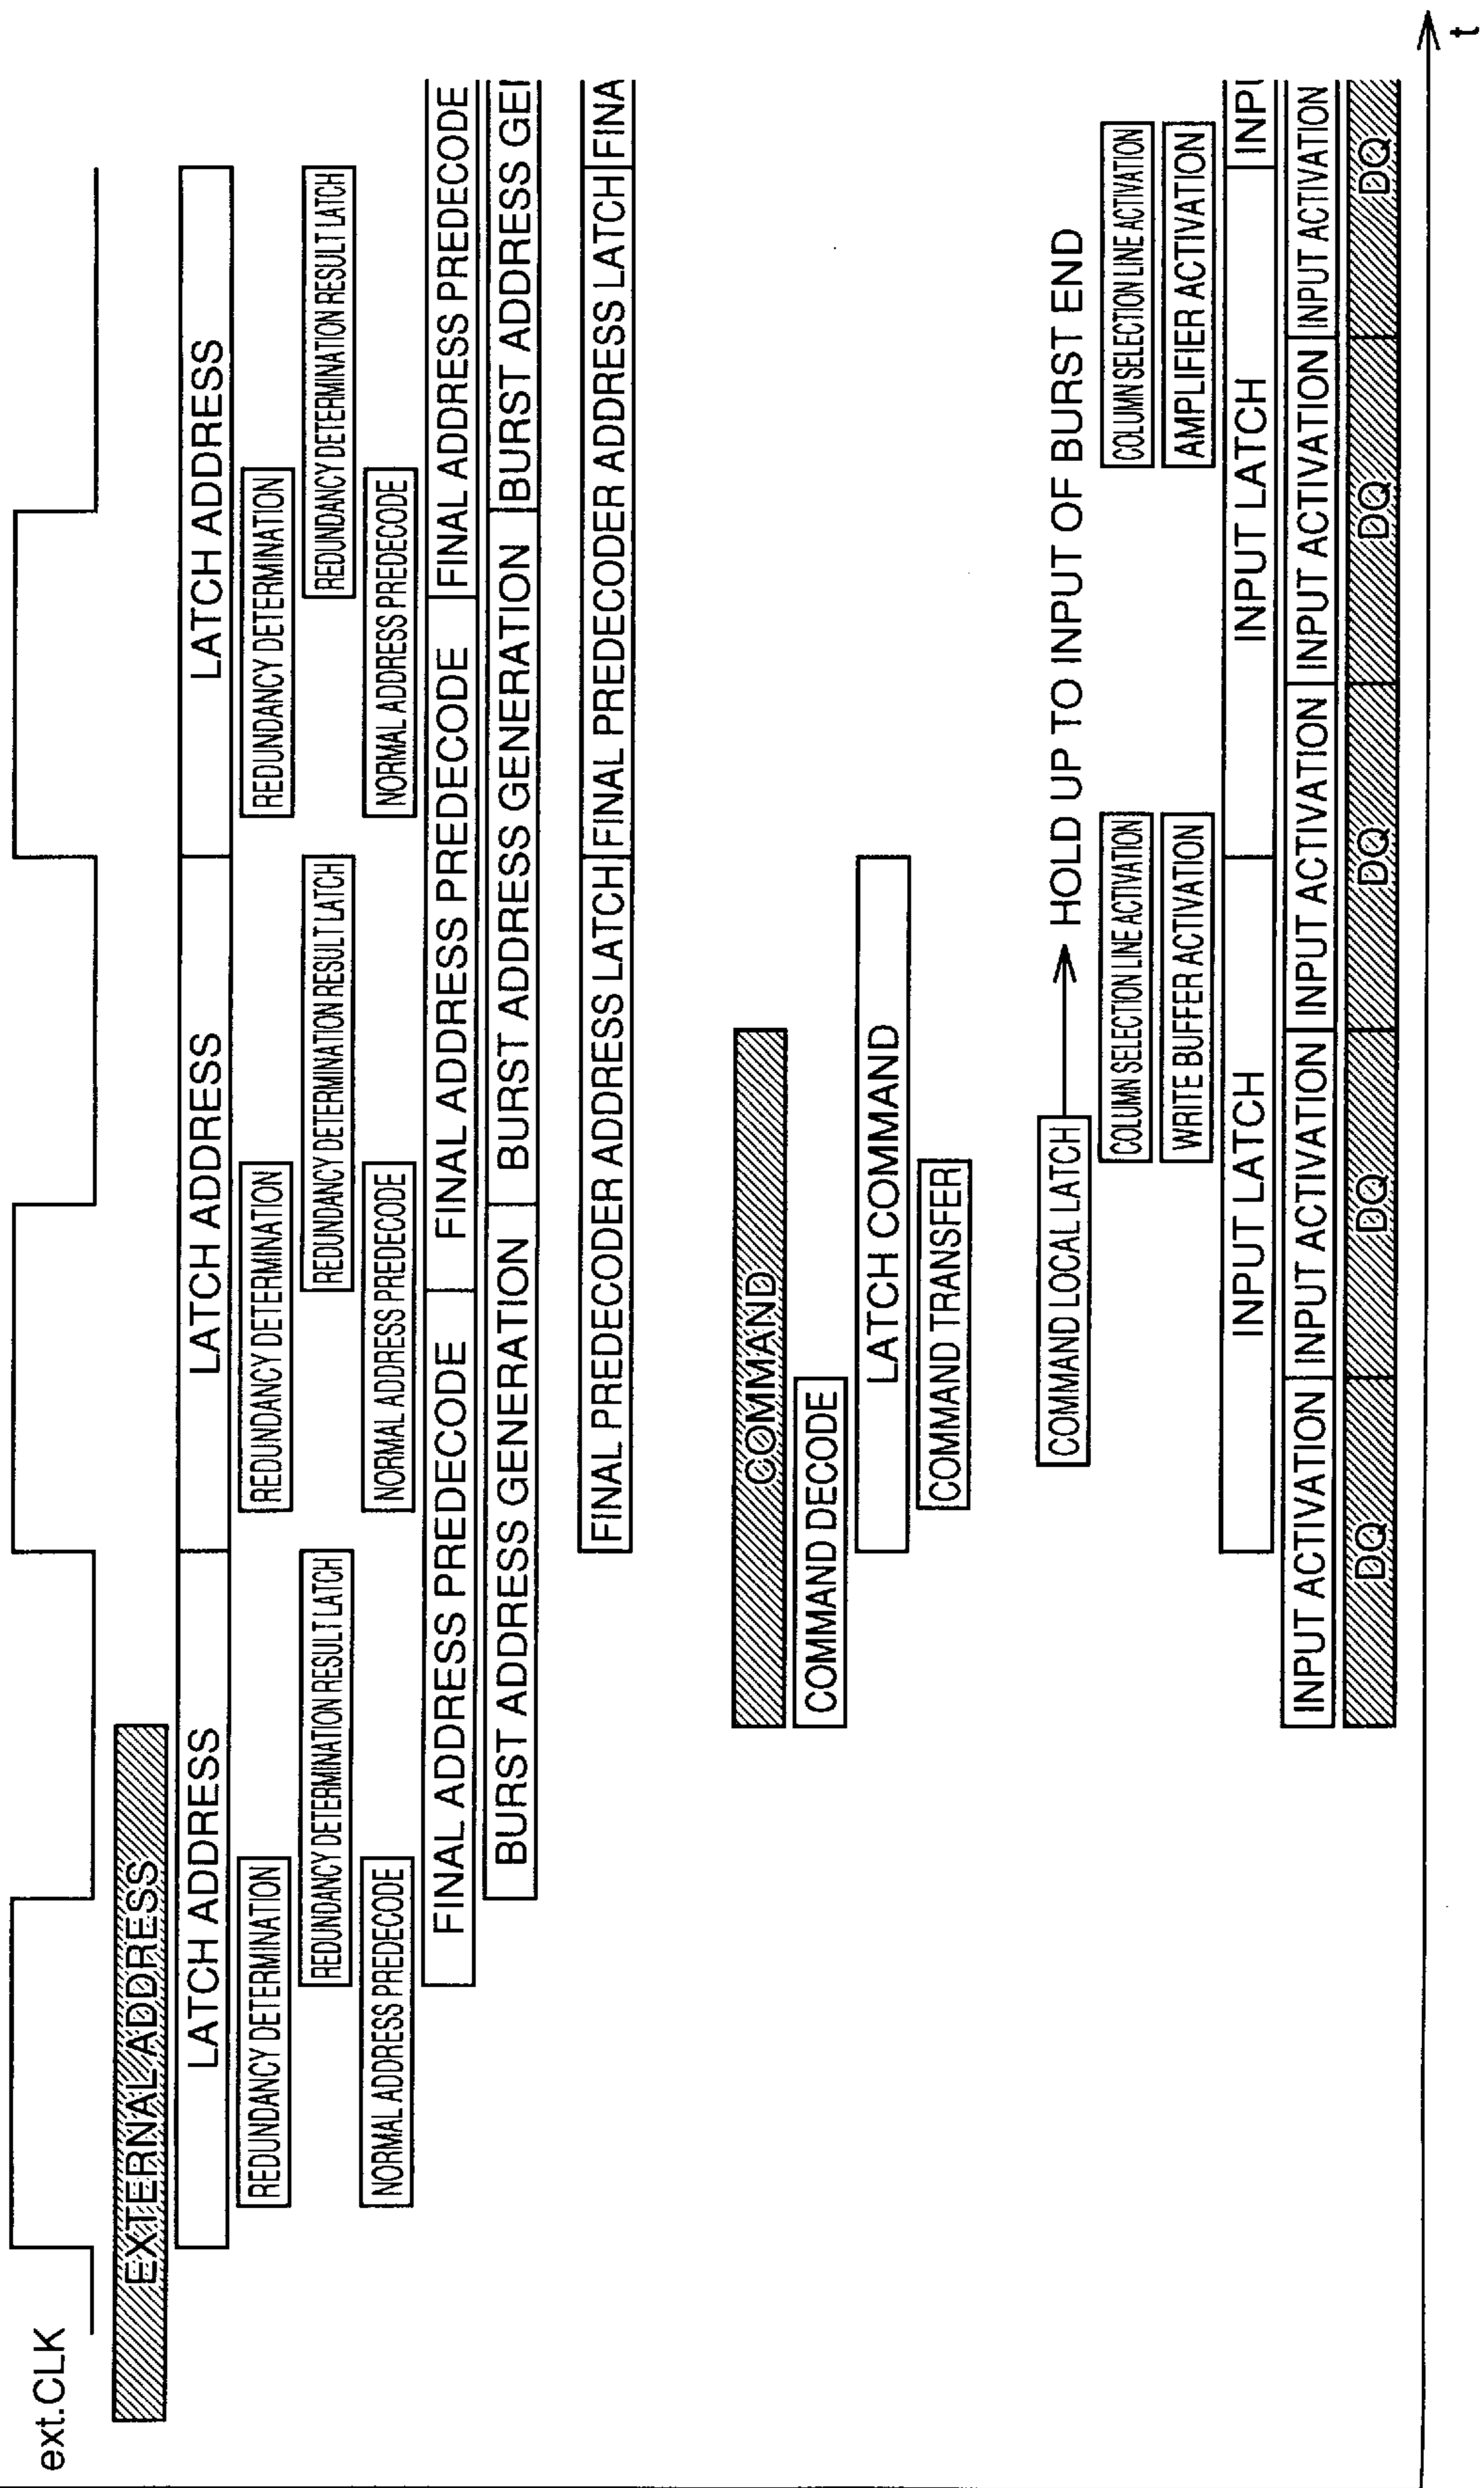 ext.CLK
EXTERNAL ADDRESS
LATCH ADDRESS LATCH ADDRESS LATCH ADDRESS
REDUNDANCY DETERMINATION REDUNDANCY DETERMINATION REDUNDANCY DETERMINATION
REDUNDANCY DETERMINATION RESULT LATCH REDUNDANCY DETERMINATION RESULT LATCH REDUNDANCY DETERMINATION RESULT LATCH
NORMAL ADDRESS PREDECODE NORMAL ADDRESS PREDECODE NORMAL ADDRESS PREDECODE
FINAL ADDRESS PREDECODE FINAL ADDRESS PREDECODE FINAL ADDRESS PREDECODE
BURST ADDRESS GENERATION BURST ADDRESS GENERATION BURST ADDRESS GE
FINAL PREDECODER ADDRESS LATCH FINAL PREDECODER ADDRESS LATCH FINA
COMMAND
COMMAND DECODE
LATCH COMMAND
COMMAND TRANSFER
COMMAND LOCAL LATCH HOLD UP TO INPUT OF BURST END
COLUMN SELECTION LINE ACTIVATION COLUMN SELECTION LINE ACTIVATION
WRITE BUFFER ACTIVATION AMPLIFIER ACTIVATION
INPUT LATCH INPUT LATCH INP
INPUT ACTIVATION INPUT ACTIVATION INPUT ACTIVATION INPUT ACTIVATION INPUT ACTIVATION
DQ DQ DQ DQ DQ
t